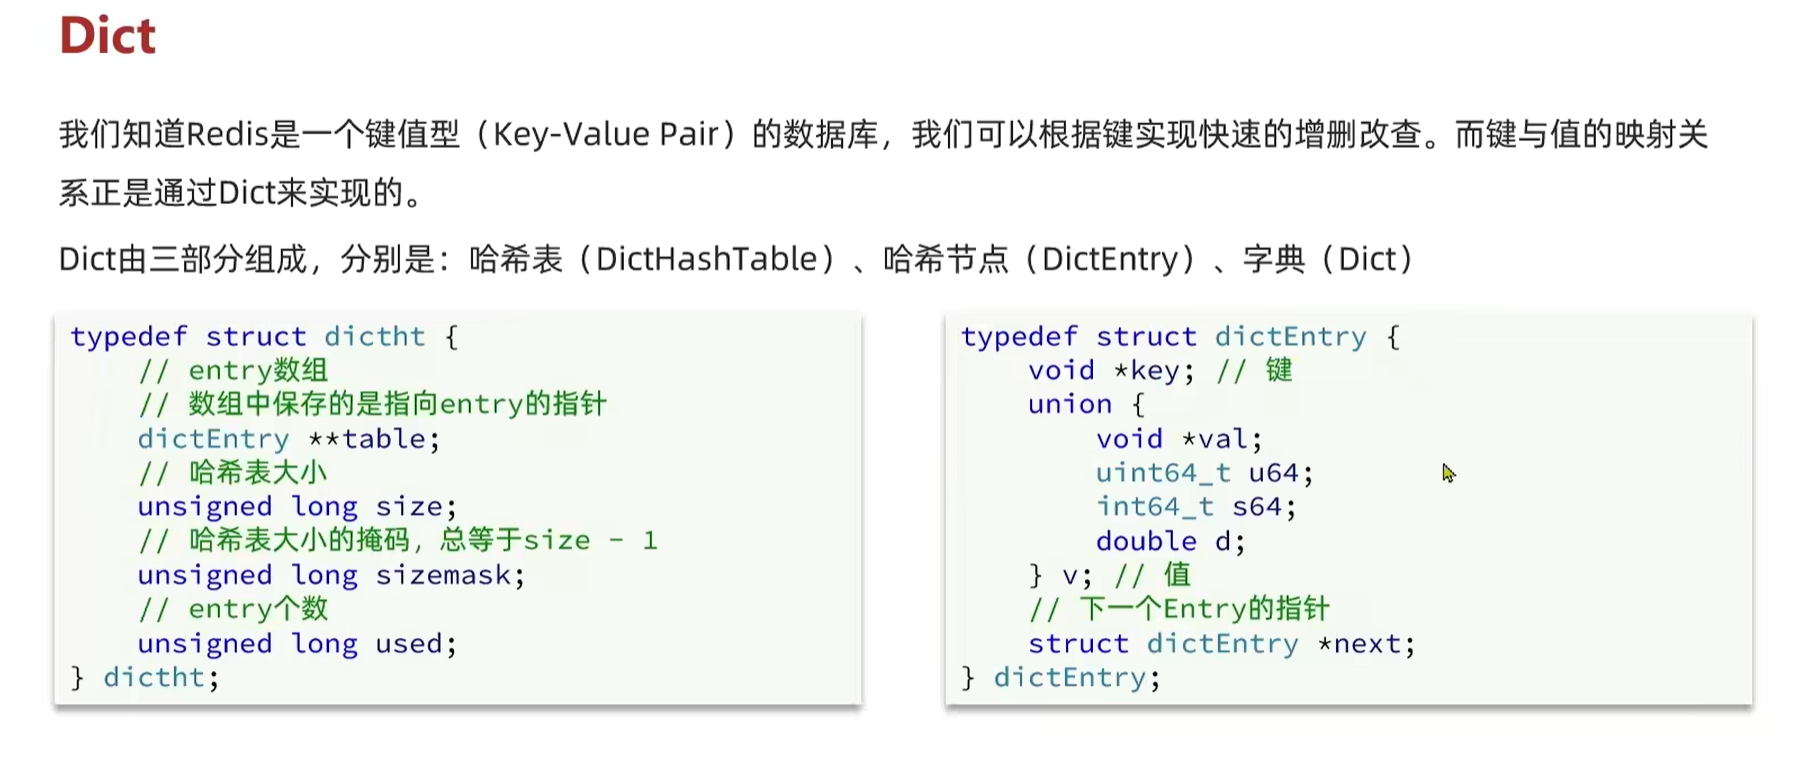 Dict
我们知道Redis是一个键值型（Key-Value Pair）的数据库，我们可以根据键实现快速的增删改查。而键与值的映射关
系正是通过Dict来实现的。
Dict由三部分组成，分别是：哈希表（DictHashTable）、哈希节点（DictEntry）、字典（Dict）
typedef struct dictht {
    // entry数组
    // 数组中保存的是指向entry的指针
    dictEntry **table;
    // 哈希表大小
    unsigned long size;
    // 哈希表大小的掩码，总等于size - 1
    unsigned long sizemask;
    // entry个数
    unsigned long used;
} dictht;
typedef struct dictEntry {
    void *key; // 键
    union {
        void *val;
        uint64_t u64;
        int64_t s64;
        double d;
    } v; // 值
    // 下一个Entry的指针
    struct dictEntry *next;
} dictEntry;